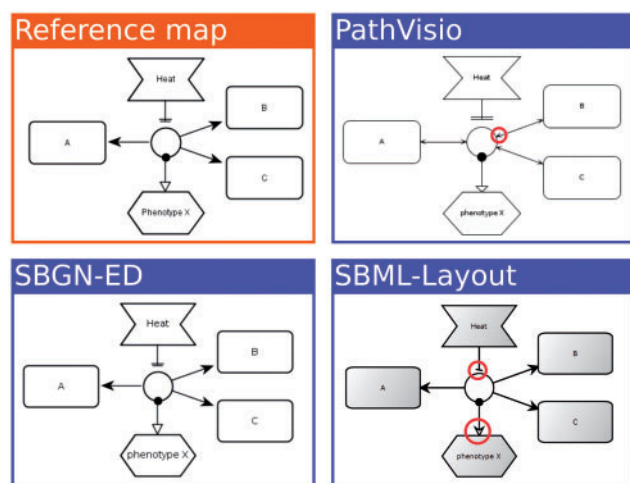 Reference map
Heat
A
B
C
Phenotype X
PathVisio
Heat
A
B
C
phenotype X
SBGN-ED
Heat
A
B
C
phenotype X
SBML-Layout
Heat
A
B
C
phenotype X